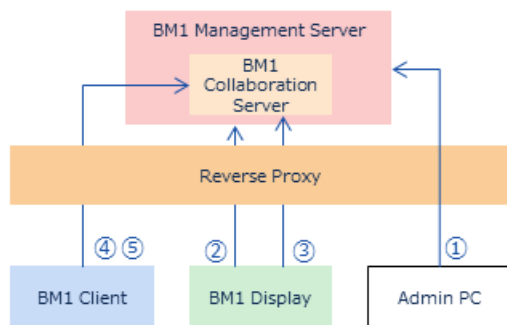 BM1 Management Server
BM1
Collaboration
Server
Reverse Proxy
④ ⑤
②
③
①
BM1 Client
BM1 Display
Admin PC